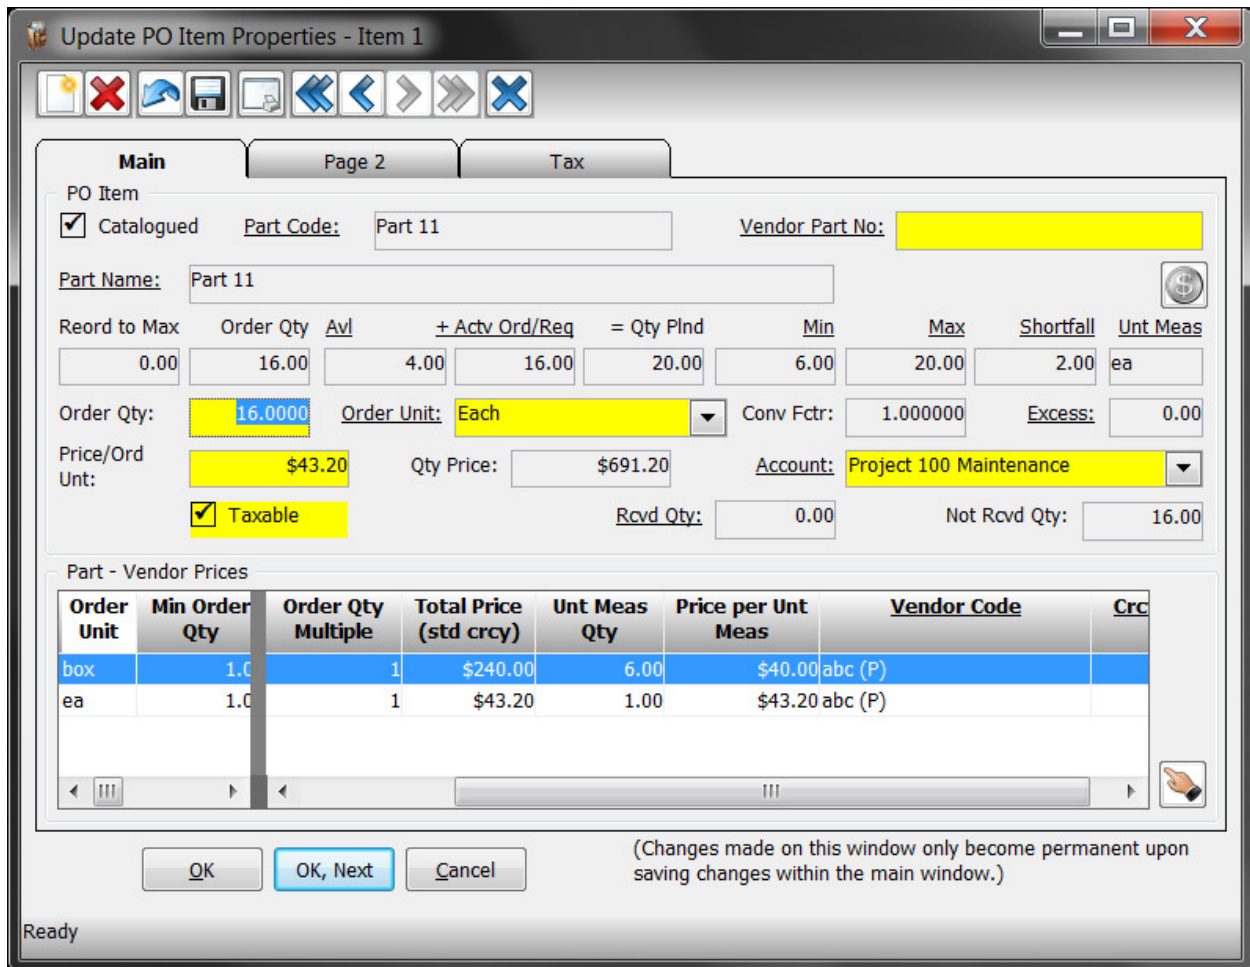 Update PO Item Properties - Item 1
Main Page 2 Tax
PO Item
Catalogued Part Code: Part 11 Vendor Part No:
Part Name: Part 11
Reord to Max Order Qty Avl + Actv Ord/Req = Qty Plnd Min Max Shortfall Unt Meas
0.00 16.00 4.00 16.00 20.00 6.00 20.00 2.00 ea
Order Qty: 16.0000 Order Unit: Each Conv Fctr: 1.000000 Excess: 0.00
Price/Ord
Unt: $43.20 Qty Price: $691.20 Account: Project 100 Maintenance
Taxable Rcvd Qty: 0.00 Not Rcvd Qty: 16.00
Part - Vendor Prices
Order Min Order Order Qty Total Price Unt Meas Price per Unt Vendor Code Crc
Unit Qty Multiple (std crcy) Qty Meas
box 1.0 1 $240.00 6.00 $40.00 abc (P)
ea 1.0 1 $43.20 1.00 $43.20 abc (P)
OK OK, Next Cancel
(Changes made on this window only become permanent upon
saving changes within the main window.)
Ready